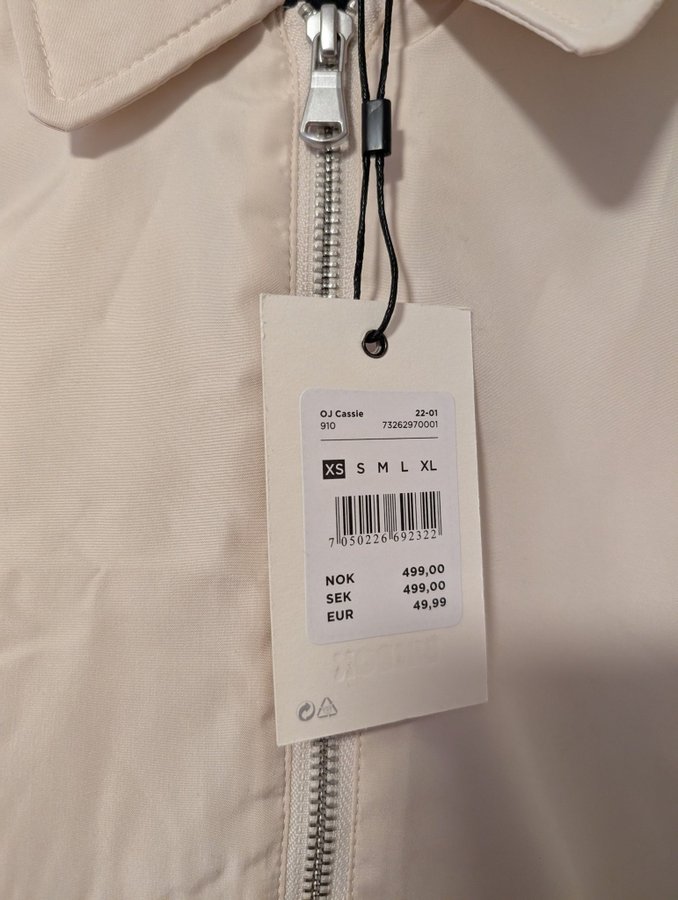 OJ Cassie 22-01
910 73262970001
XS S M L XL
7 050226 692322
NOK 499,00
SEK 499,00
EUR 49,99